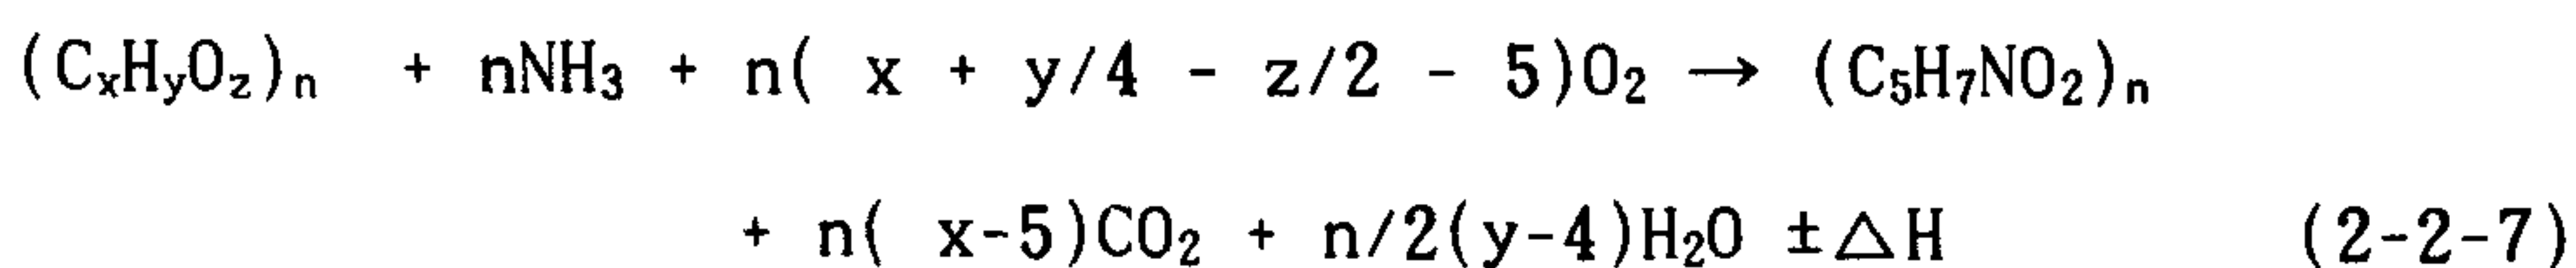 (CxHyOz)n + nNH3 + n( x + y/4 - z/2 - 5)O2 → (C5H7NO2)n
+ n( x-5)CO2 + n/2(y-4)H2O ±△H (2-2-7)